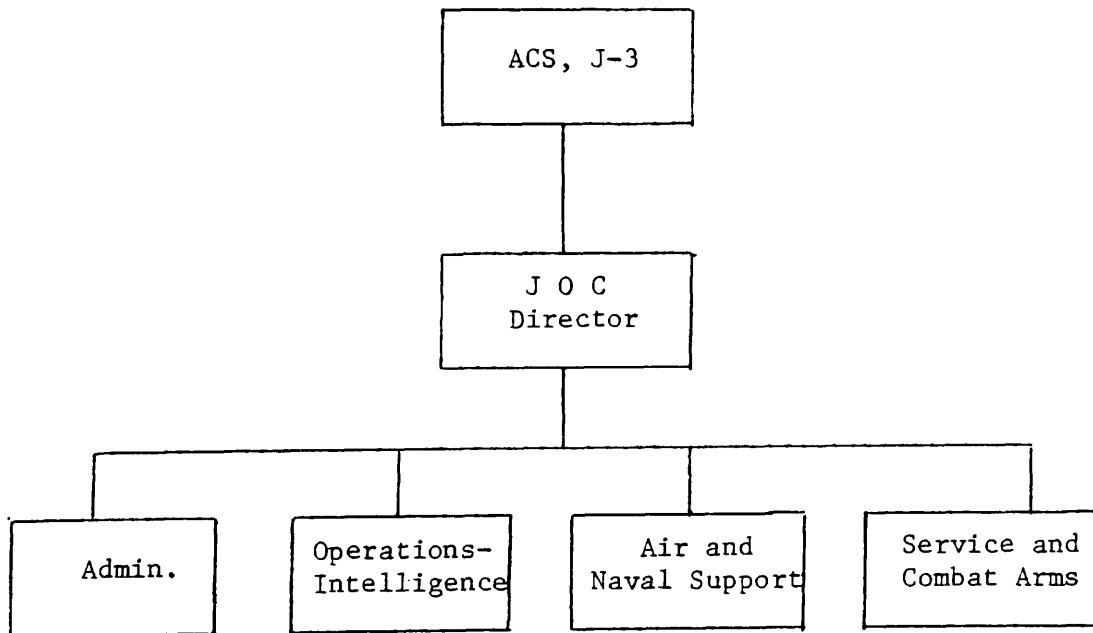 ACS, J-3
J O C
Director
Admin.
Operations-
Intelligence
Air and
Naval Support
Service and
Combat Arms